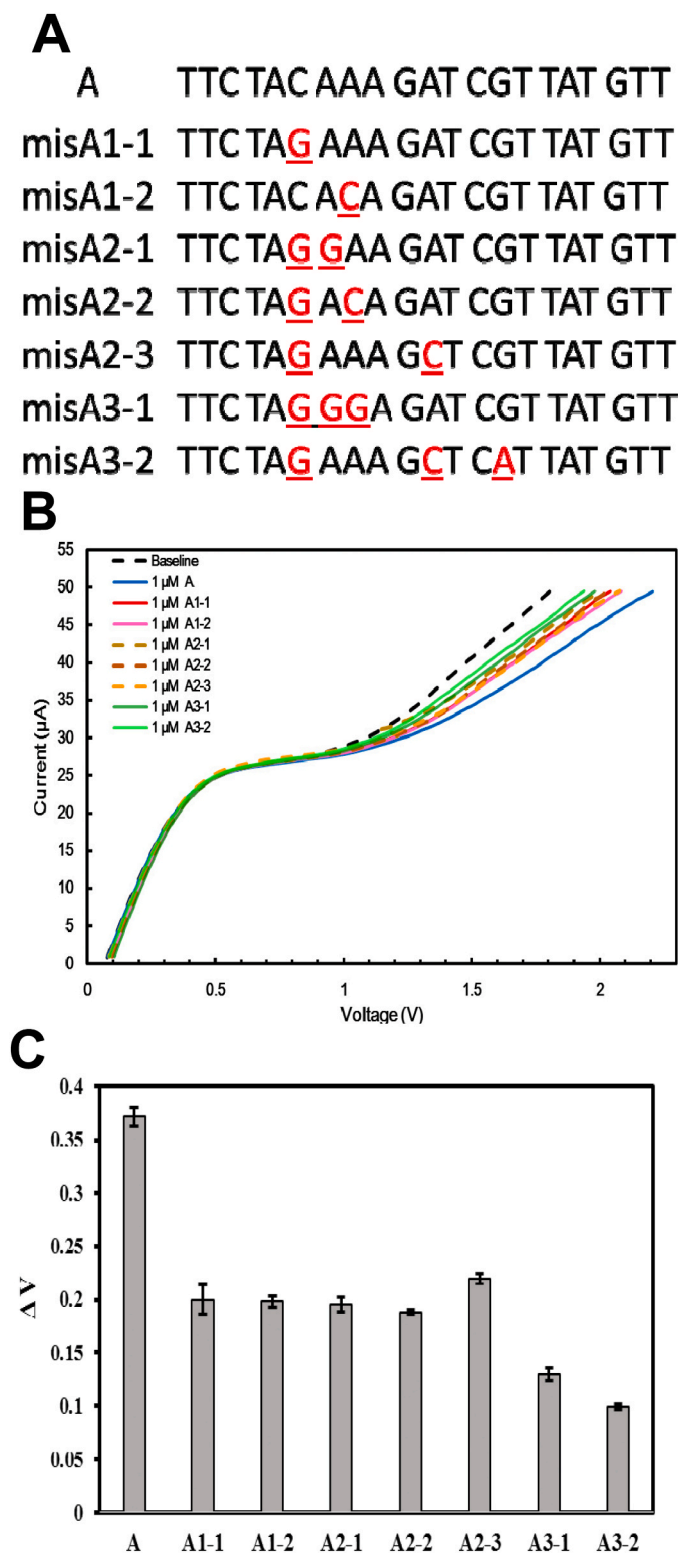 A
A TTC TAC AAA GAT CGT TAT GTT
misA1-1 TTC TAG AAA GAT CGT TAT GTT
misA1-2 TTC TAC ACA GAT CGT TAT GTT
misA2-1 TTC TAG GAA GAT CGT TAT GTT
misA2-2 TTC TAG ACA GAT CGT TAT GTT
misA2-3 TTC TAG AAA GCT CGT TAT GTT
misA3-1 TTC TAG GGA GAT CGT TAT GTT
misA3-2 TTC TAG AAA GCT CAT TAT GTT
B
55
50
45
40
35
30
25
20
15
10
5
0
Current (µA)
Baseline
1 µM A
1 µM A1-1
1 µM A1-2
1 µM A2-1
1 µM A2-2
1 µM A2-3
1 µM A3-1
1 µM A3-2
0 0.5 1 1.5 2
Voltage (V)
C
0.4
0.35
0.3
0.25
0.2
0.15
0.1
0.05
0
Δ V
A A1-1 A1-2 A2-1 A2-2 A2-3 A3-1 A3-2